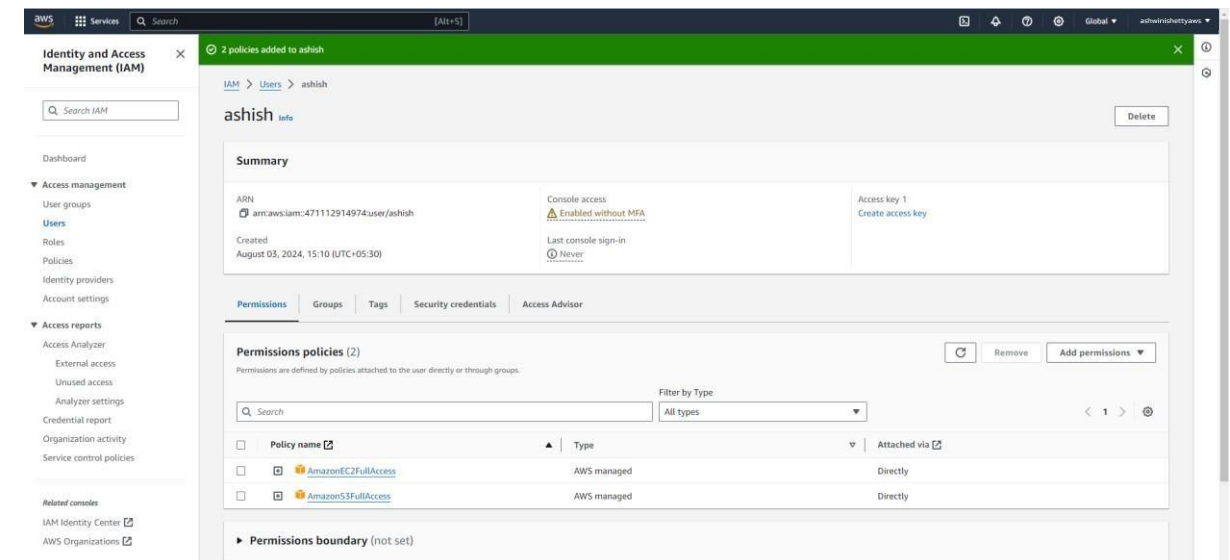 aws Services Search [Alt+S] Global ▼ ashwinishettyaws ▼
Identity and Access Management (IAM)
Search IAM
Dashboard
Access management
User groups
Users
Roles
Policies
Identity providers
Account settings
Access reports
Access Analyzer
External access
Unused access
Analyzer settings
Credential report
Organization activity
Service control policies
Related consoles
IAM Identity Center
AWS Organizations
2 policies added to ashish
IAM > Users > ashish
ashish Info
Delete
Summary
ARN
arn:aws:iam::471112914974:user/ashish
Created
August 03, 2024, 15:10 (UTC+05:30)
Console access
Enabled without MFA
Last console sign-in
Never
Access key 1
Create access key
Permissions Groups Tags Security credentials Access Advisor
Permissions policies (2)
Remove Add permissions ▼
Permissions are defined by policies attached to the user directly or through groups.
Filter by Type
Search All types < 1 >
Policy name Type Attached via
AmazonEC2FullAccess AWS managed Directly
AmazonS3FullAccess AWS managed Directly
Permissions boundary (not set)